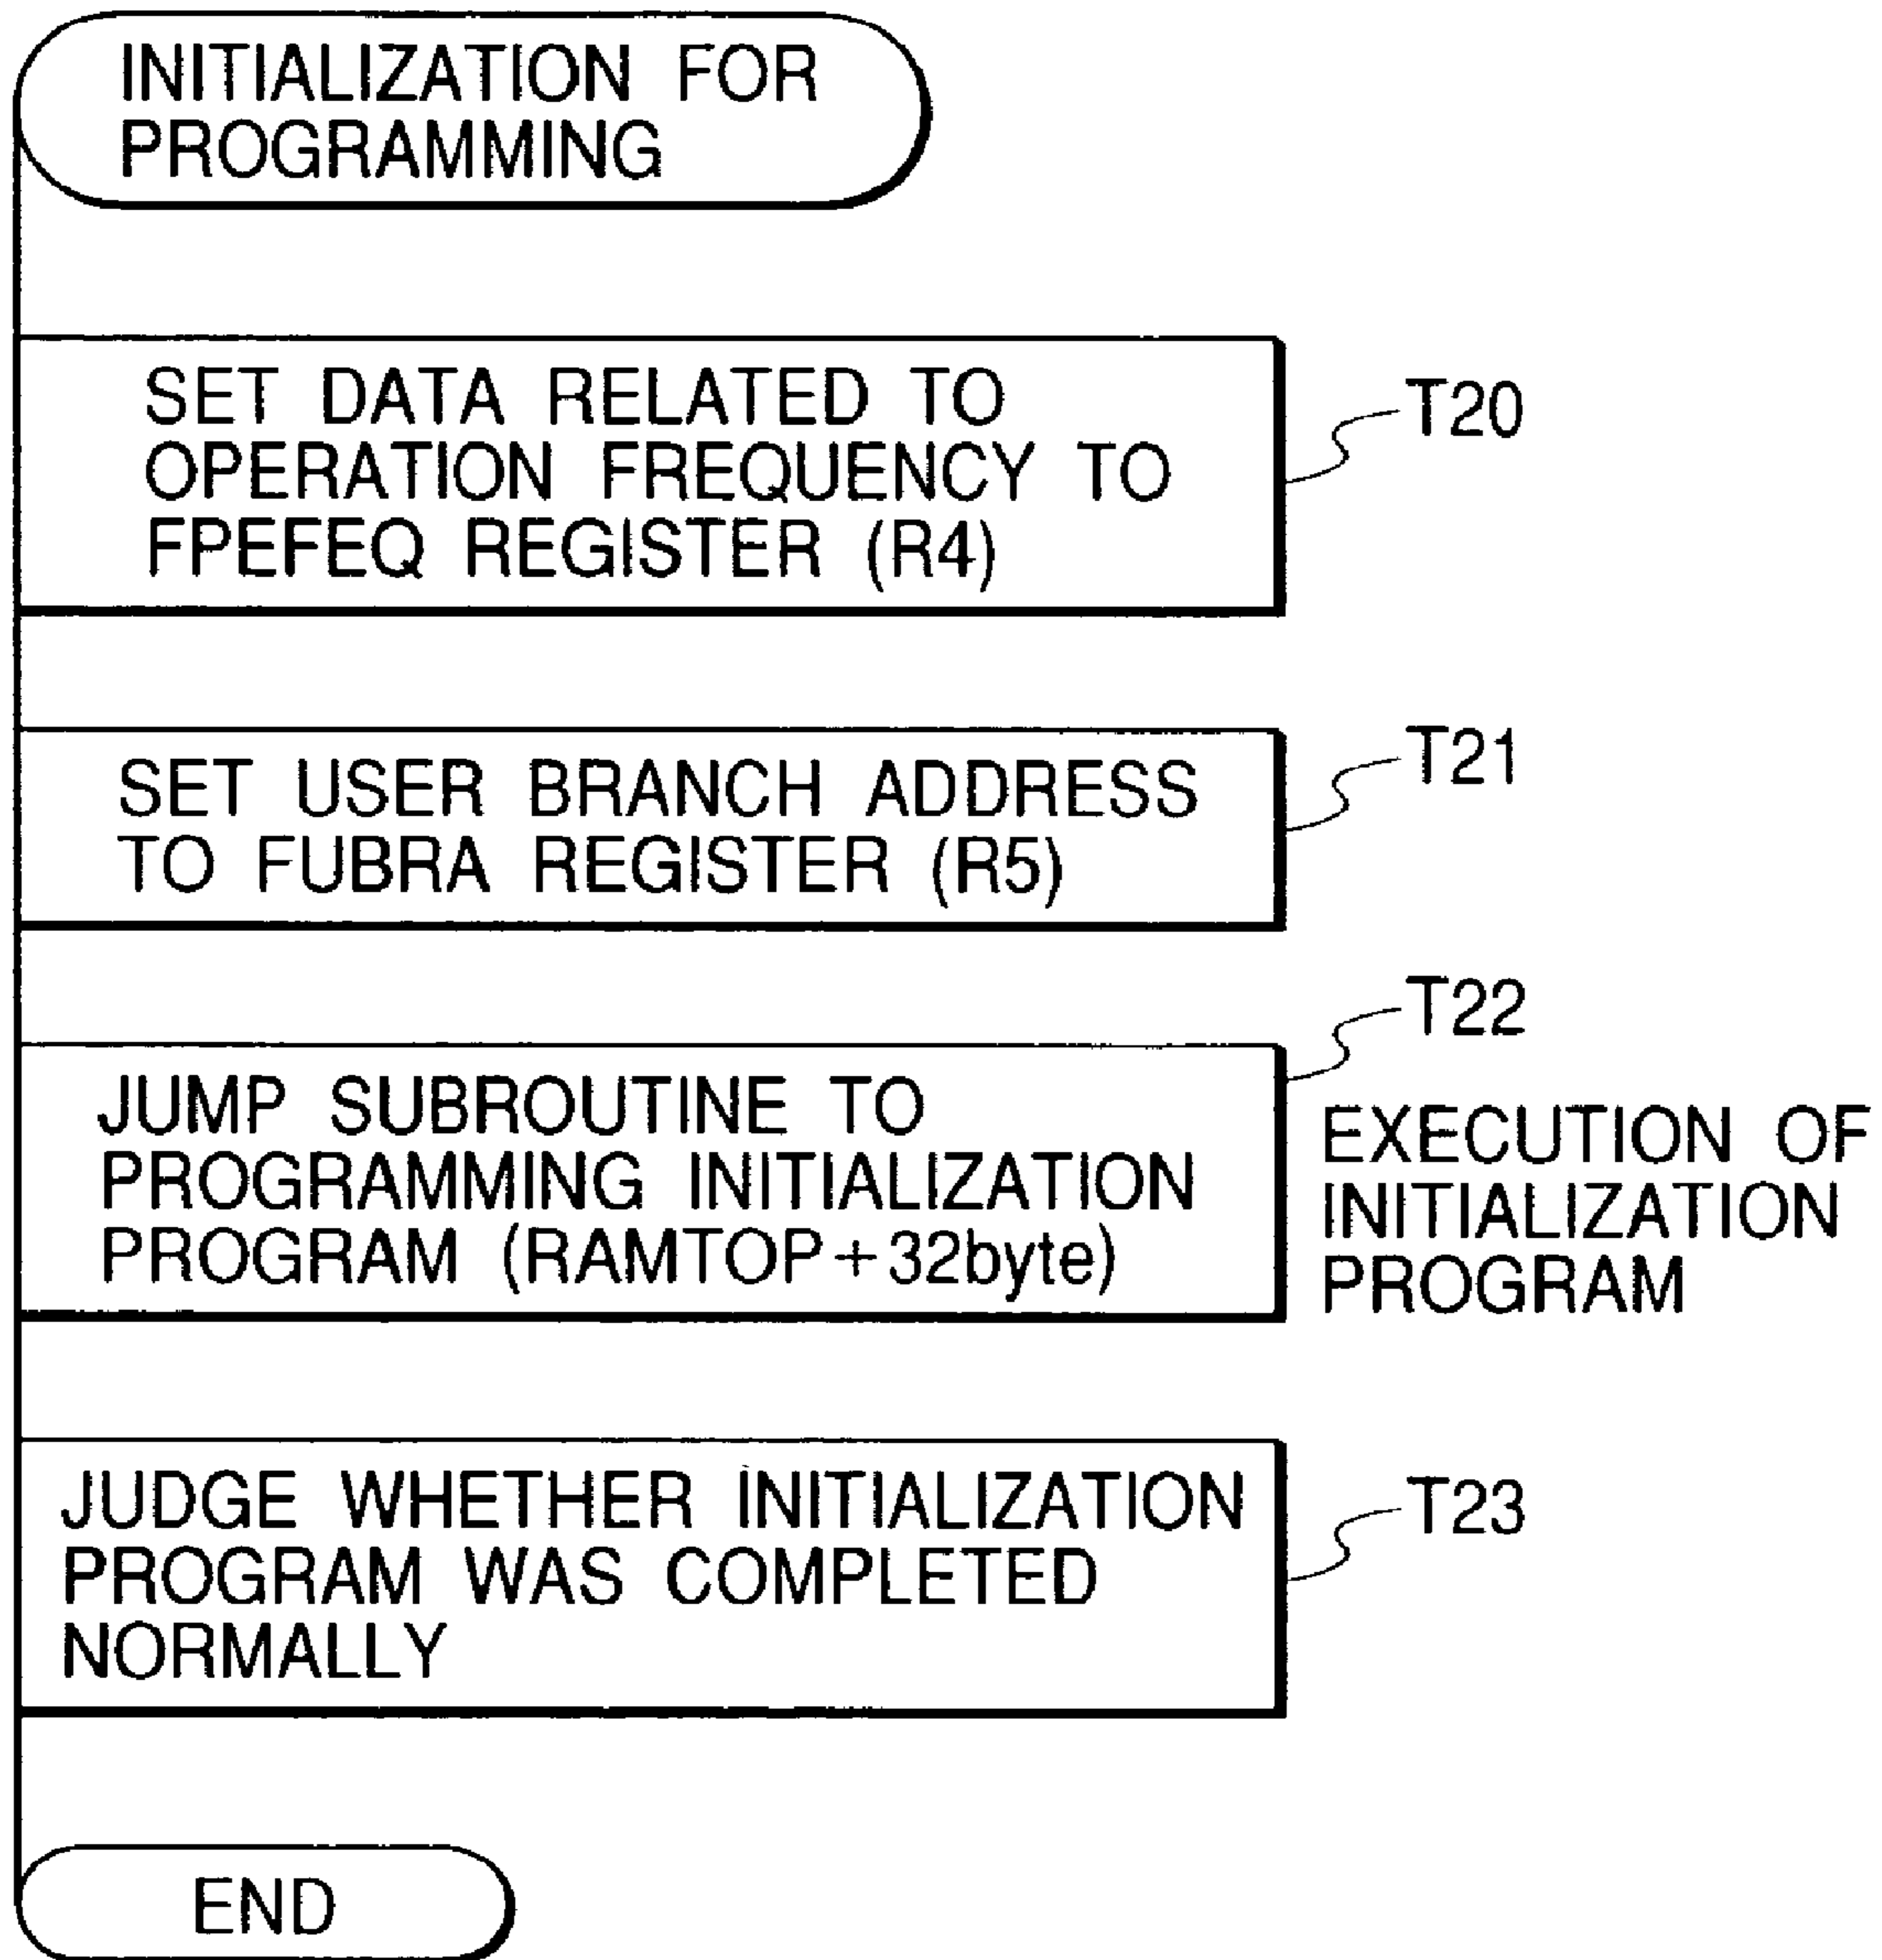 INITIALIZATION FOR
PROGRAMMING
SET DATA RELATED TO
OPERATION FREQUENCY TO
FPEFEQ REGISTER (R4)
T20
SET USER BRANCH ADDRESS
TO FUBRA REGISTER (R5)
T21
JUMP SUBROUTINE TO
PROGRAMMING INITIALIZATION
PROGRAM (RAMTOP+32byte)
T22
EXECUTION OF
INITIALIZATION
PROGRAM
JUDGE WHETHER INITIALIZATION
PROGRAM WAS COMPLETED
NORMALLY
T23
END